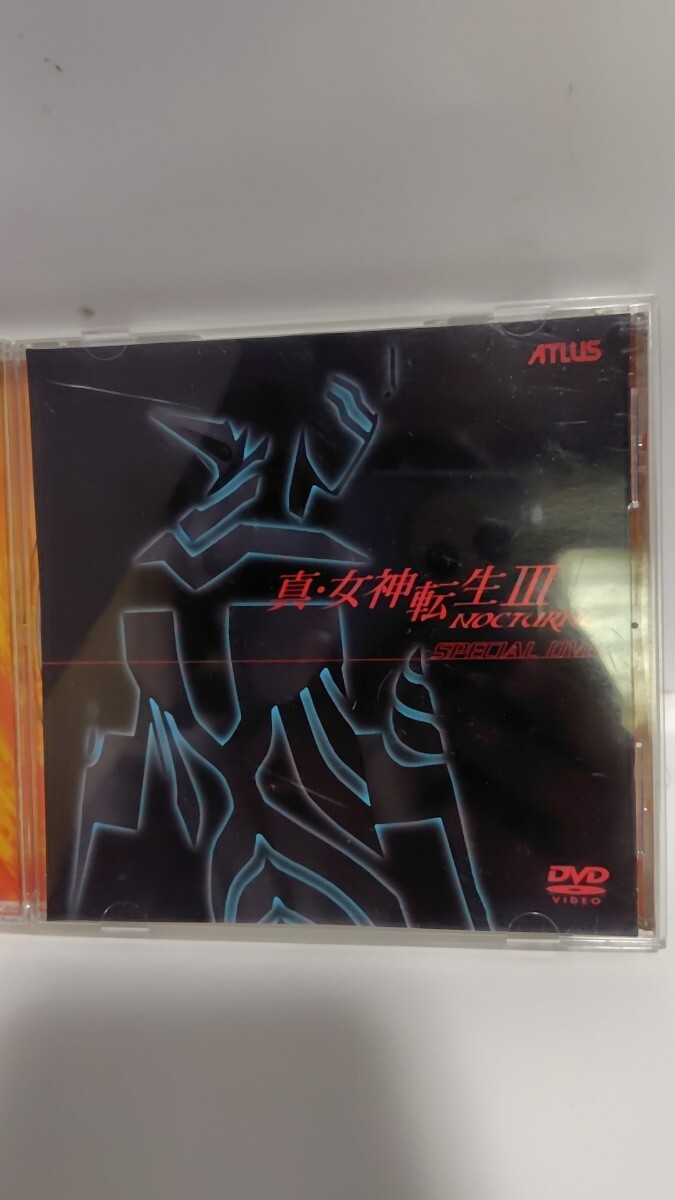 ATLUS
真・女神転生III
NOCTURNE
SPECIAL DVD
DVD
VIDEO